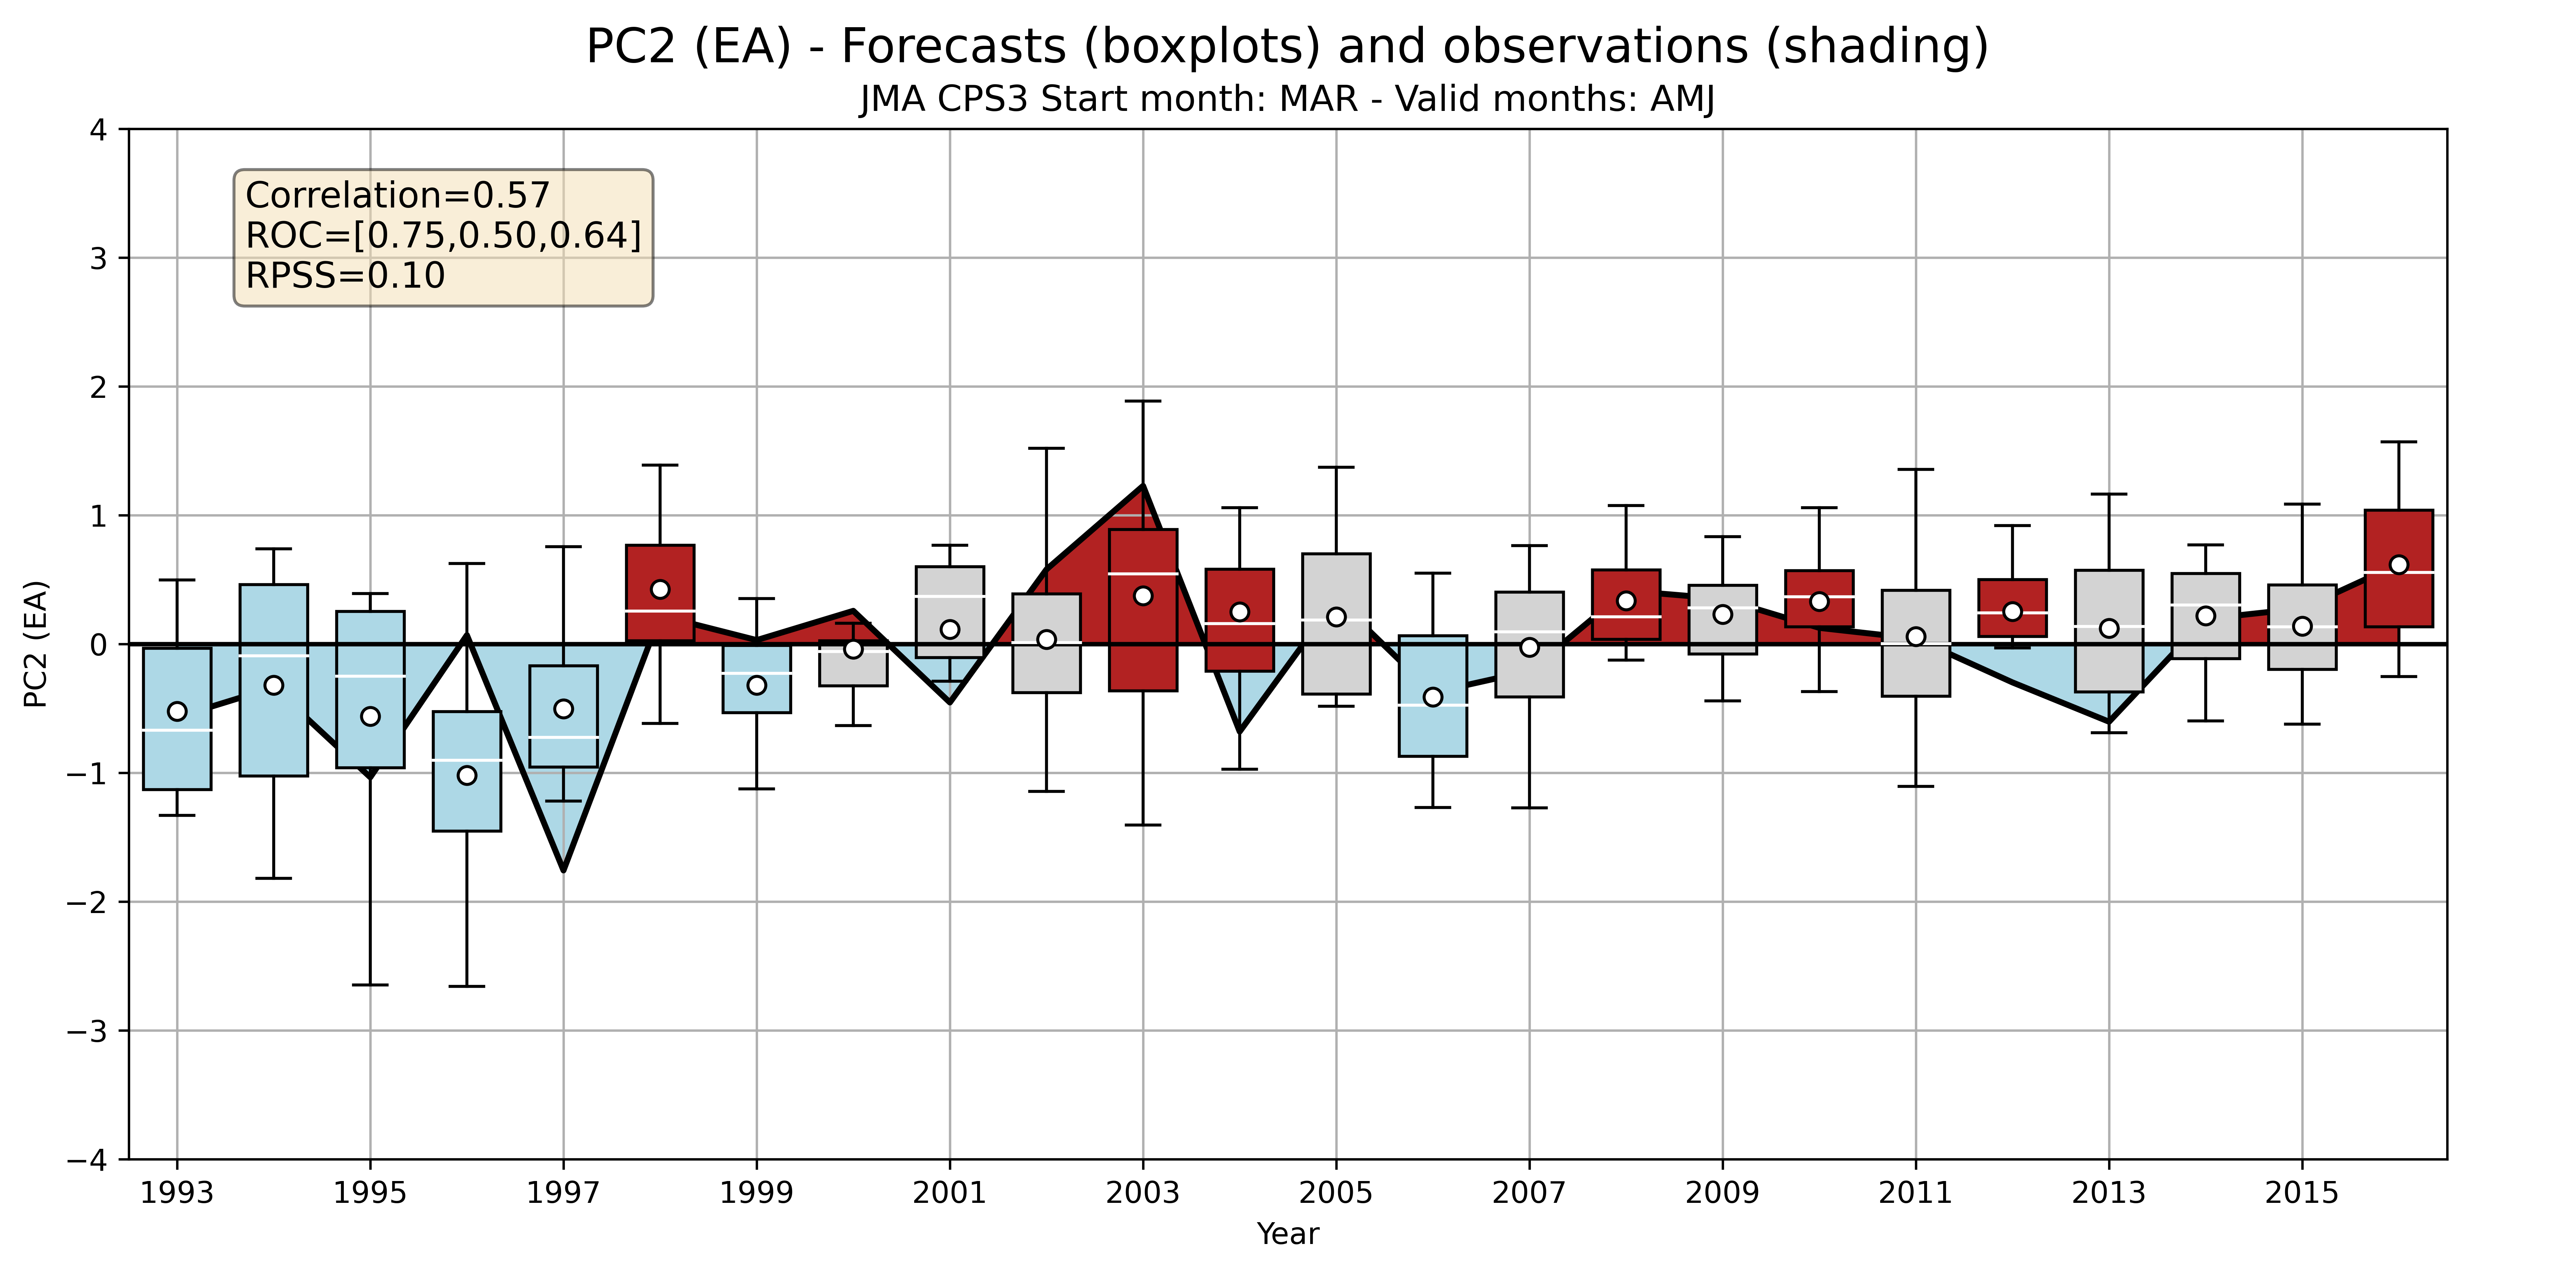 PC2 (EA) - Forecasts (boxplots) and observations (shading)
JMA CPS3 Start month: MAR - Valid months: AMJ
Correlation=0.57
ROC=[0.75,0.50,0.64]
RPSS=0.10
PC2 (EA)
4
3
2
1
0
−1
−2
−3
−4
1993 1995 1997 1999 2001 2003 2005 2007 2009 2011 2013 2015
Year